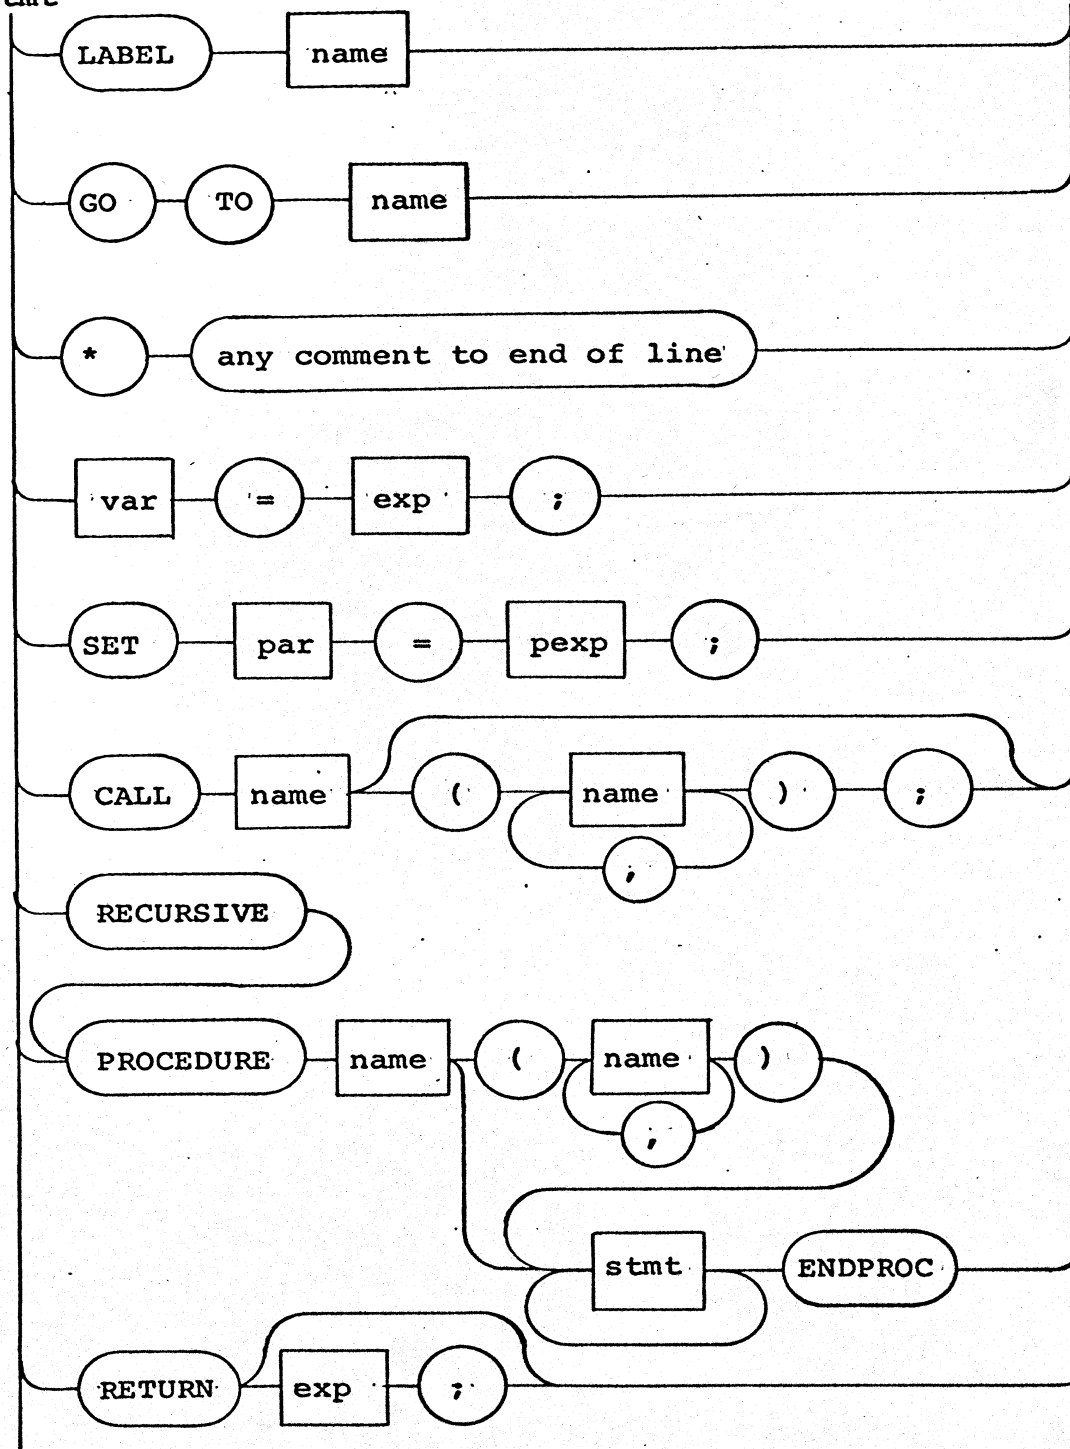 LABEL name
GO TO name
* any comment to end of line
var = exp ;
SET par = pexp ;
CALL name ( name ) ;
,
RECURSIVE
PROCEDURE name ( name )
,
stmt ENDPROC
RETURN exp ;